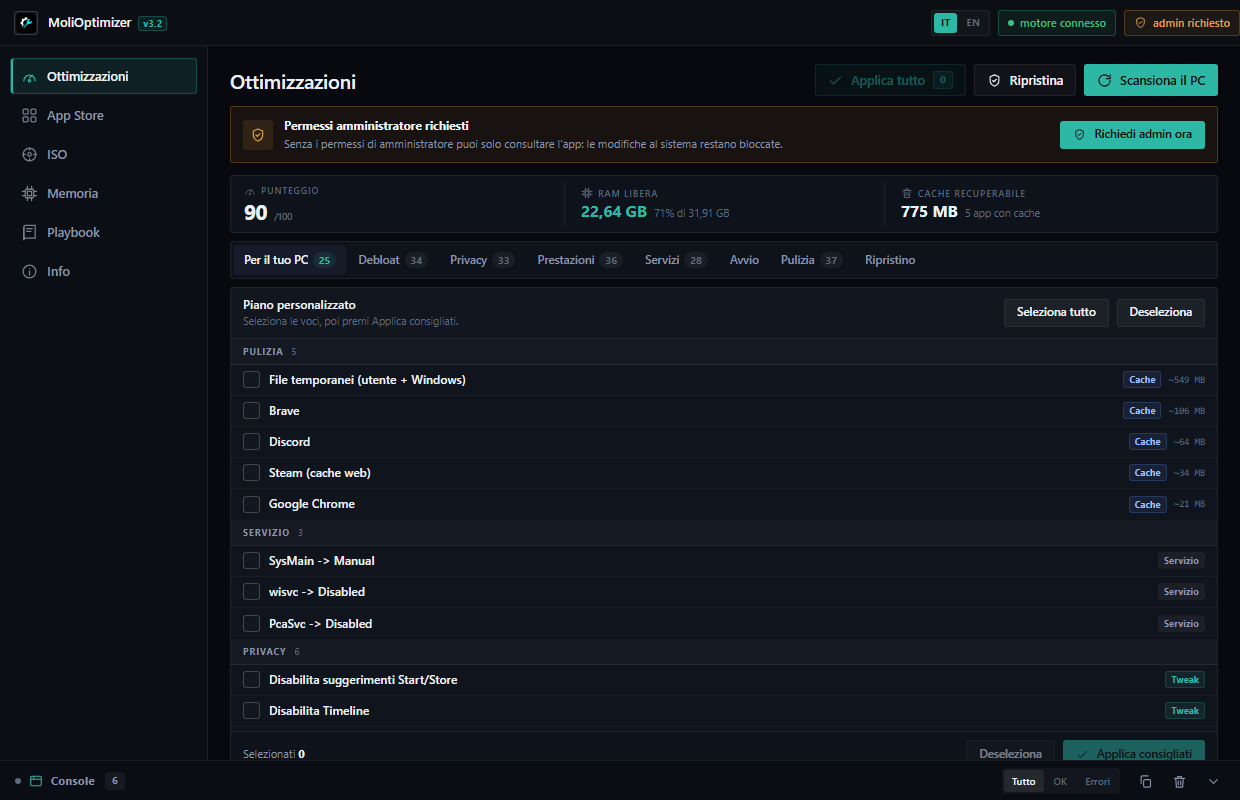 MoliOptimizer v3.2
IT EN
motore connesso
admin richiesto
Ottimizzazioni
App Store
ISO
Memoria
Playbook
Info
Ottimizzazioni
Applica tutto 0
Ripristina
Scansiona il PC
Permessi amministratore richiesti
Senza i permessi di amministratore puoi solo consultare l'app: le modifiche al sistema restano bloccate.
Richiedi admin ora
PUNTEGGIO
90 /100
RAM LIBERA
22,64 GB 71% di 31,91 GB
CACHE RECUPERABILE
775 MB 5 app con cache
Per il tuo PC 25 Debloat 34 Privacy 33 Prestazioni 36 Servizi 28 Avvio Pulizia 37 Ripristino
Piano personalizzato
Seleziona le voci, poi premi Applica consigliati.
Seleziona tutto
Deseleziona
PULIZIA 5
File temporanei (utente + Windows) Cache ~549 MB
Brave Cache ~106 MB
Discord Cache ~64 MB
Steam (cache web) Cache ~34 MB
Google Chrome Cache ~21 MB
SERVIZIO 3
SysMain -> Manual Servizio
wisvc -> Disabled Servizio
PcaSvc -> Disabled Servizio
PRIVACY 6
Disabilita suggerimenti Start/Store Tweak
Disabilita Timeline Tweak
Selezionati 0
Deseleziona
Applica consigliati
Console 6
Tutto OK Errori